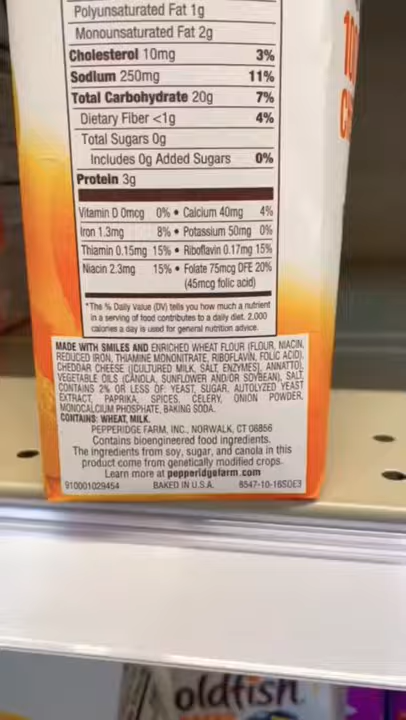 Polyunsaturated Fat 1g
Monounsaturated Fat 2g
Cholesterol 10mg 3%
Sodium 250mg 11%
Total Carbohydrate 20g 7%
Dietary Fiber <1g 4%
Total Sugars 0g
Includes 0g Added Sugars 0%
Protein 3g
Vitamin D 0mcg 0% • Calcium 40mg 4%
Iron 1.3mg 8% • Potassium 50mg 0%
Thiamin 0.15mg 15% • Riboflavin 0.17mg 15%
Niacin 2.3mg 15% • Folate 75mcg DFE 20%
(45mcg folic acid)
*The % Daily Value (DV) tells you how much a nutrient
in a serving of food contributes to a daily diet. 2,000
calories a day is used for general nutrition advice.
MADE WITH SMILES AND ENRICHED WHEAT FLOUR (FLOUR, NIACIN,
REDUCED IRON, THIAMINE MONONITRATE, RIBOFLAVIN, FOLIC ACID),
CHEDDAR CHEESE ([CULTURED MILK, SALT, ENZYMES], ANNATTO),
VEGETABLE OILS (CANOLA, SUNFLOWER AND/OR SOYBEAN), SALT,
CONTAINS 2% OR LESS OF: YEAST, SUGAR, AUTOLYZED YEAST
EXTRACT, PAPRIKA, SPICES, CELERY, ONION POWDER,
MONOCALCIUM PHOSPHATE, BAKING SODA.
CONTAINS: WHEAT, MILK.
PEPPERIDGE FARM, INC., NORWALK, CT 06856
Contains bioengineered food ingredients.
The ingredients from soy, sugar, and canola in this
product come from genetically modified crops.
Learn more at pepperidgefarm.com
910001029454 BAKED IN U.S.A. 8547-10-16S0E3
oldfish